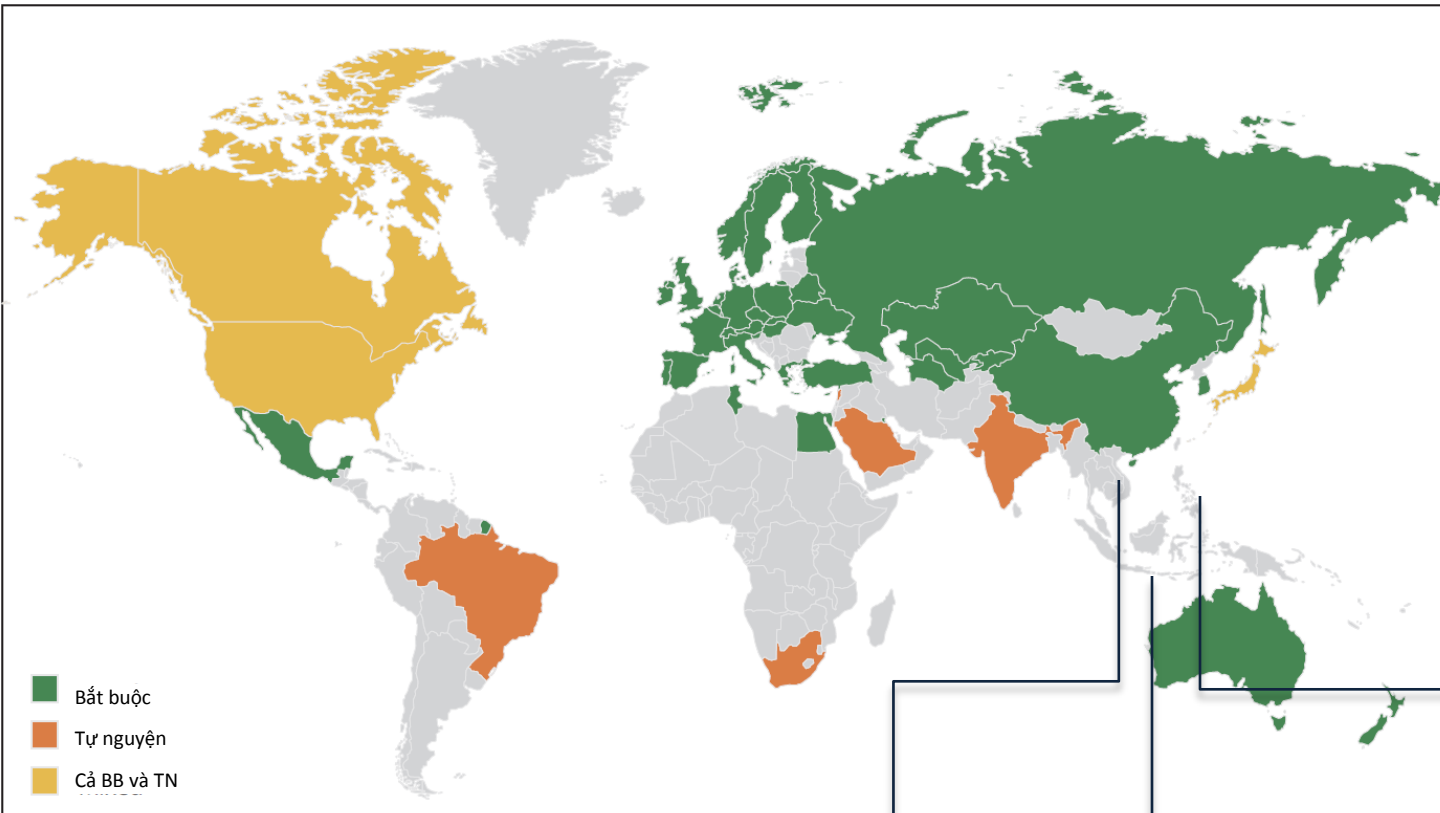 Bắt buộc
Tự nguyện
Cả BB và TN